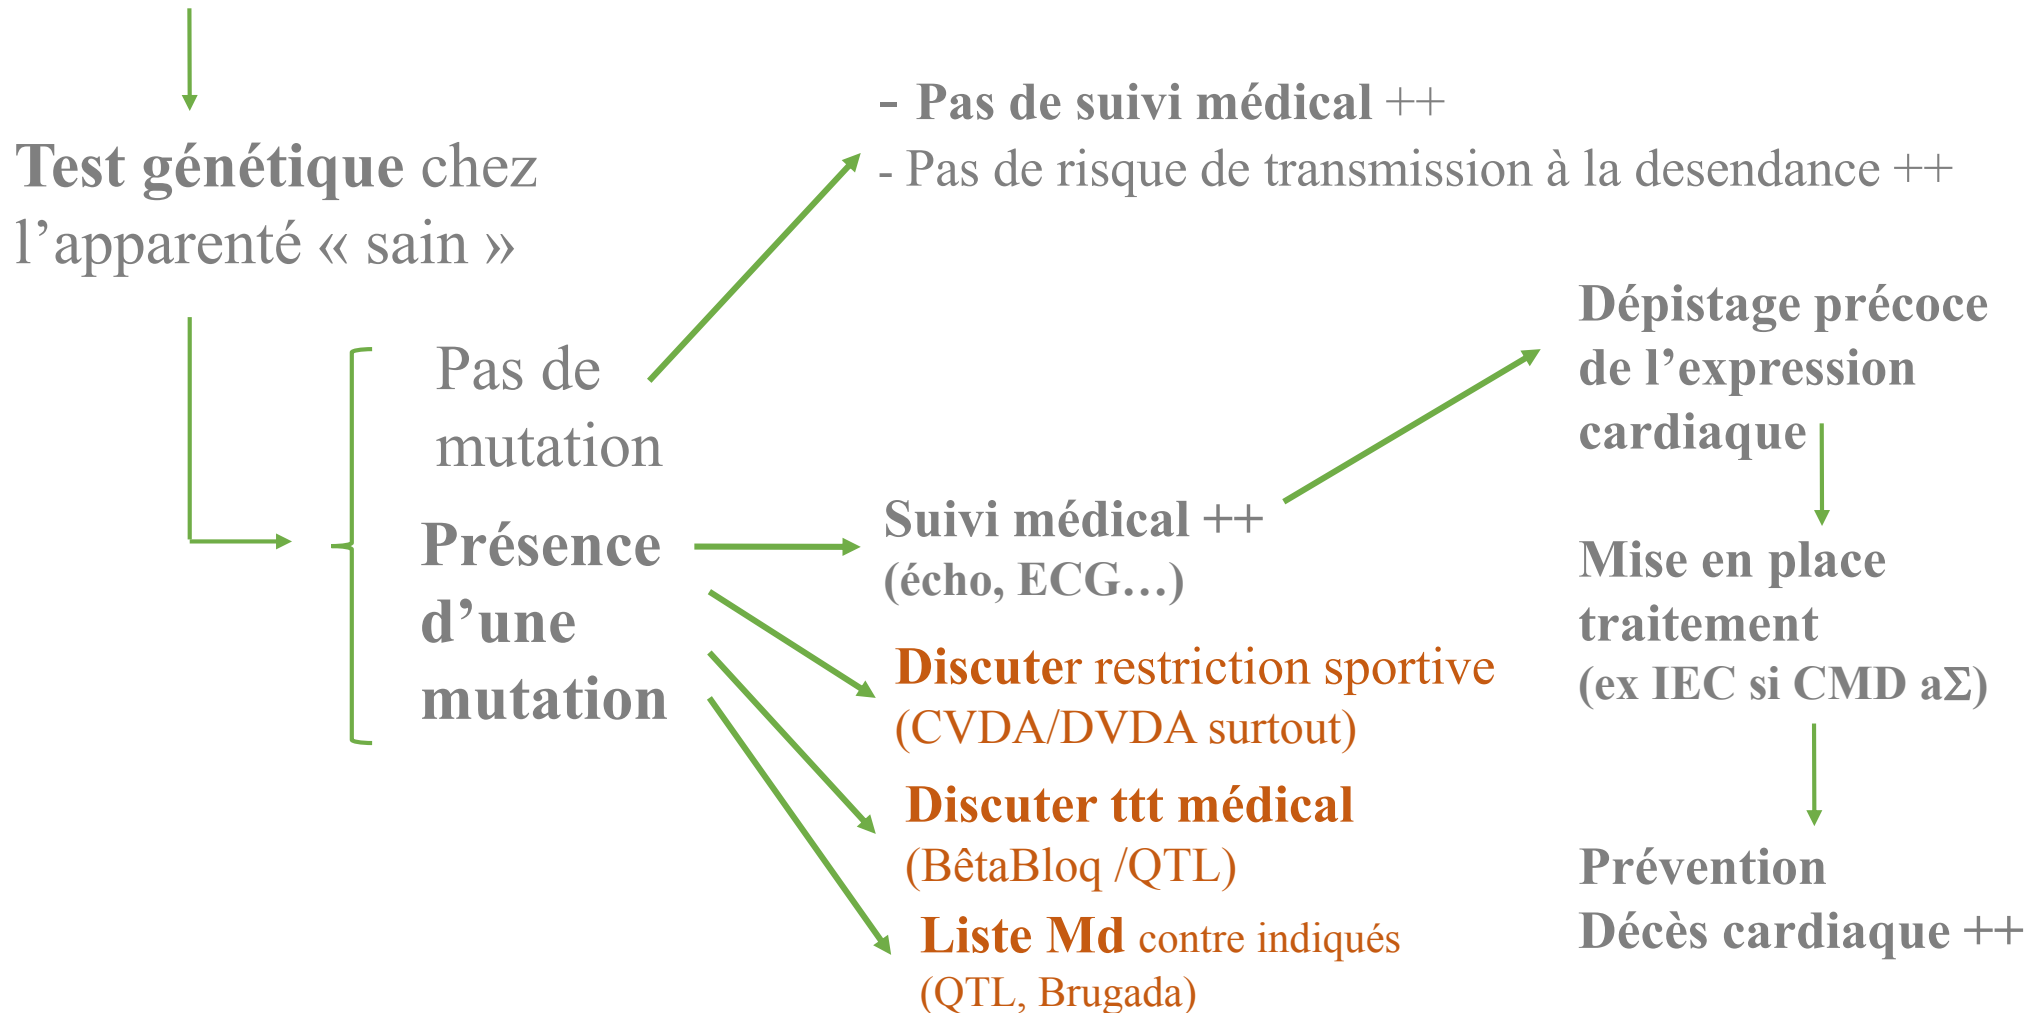 Test génétique chez
l’apparenté « sain »
- Pas de suivi médical ++
- Pas de risque de transmission à la desendance ++
Pas de
mutation
Présence
d’une
mutation
Suivi médical ++
(écho, ECG…)
Discuter restriction sportive
(CVDA/DVDA surtout)
Discuter ttt médical
(BêtaBloq /QTL)
Liste Md contre indiqués
(QTL, Brugada)
Dépistage précoce
de l’expression
cardiaque
Mise en place
traitement
(ex IEC si CMD aΣ)
Prévention
Décès cardiaque ++